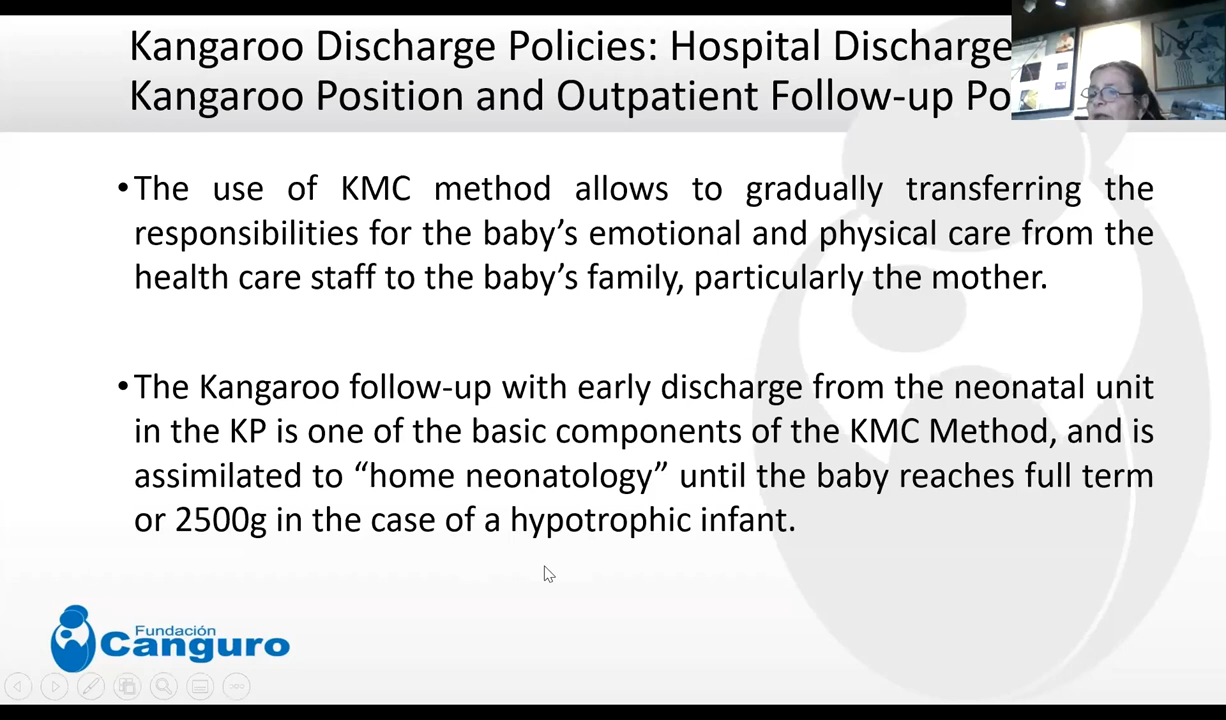 Kangaroo Discharge Policies: Hospital Discharge
Kangaroo Position and Outpatient Follow-up
•The use of KMC method allows to gradually transferring the
responsibilities for the baby’s emotional and physical care from the
health care staff to the baby’s family, particularly the mother.
•The Kangaroo follow-up with early discharge from the neonatal unit
in the KP is one of the basic components of the KMC Method, and is
assimilated to “home neonatology” until the baby reaches full term
or 2500g in the case of a hypotrophic infant.
Fundación
Canguro